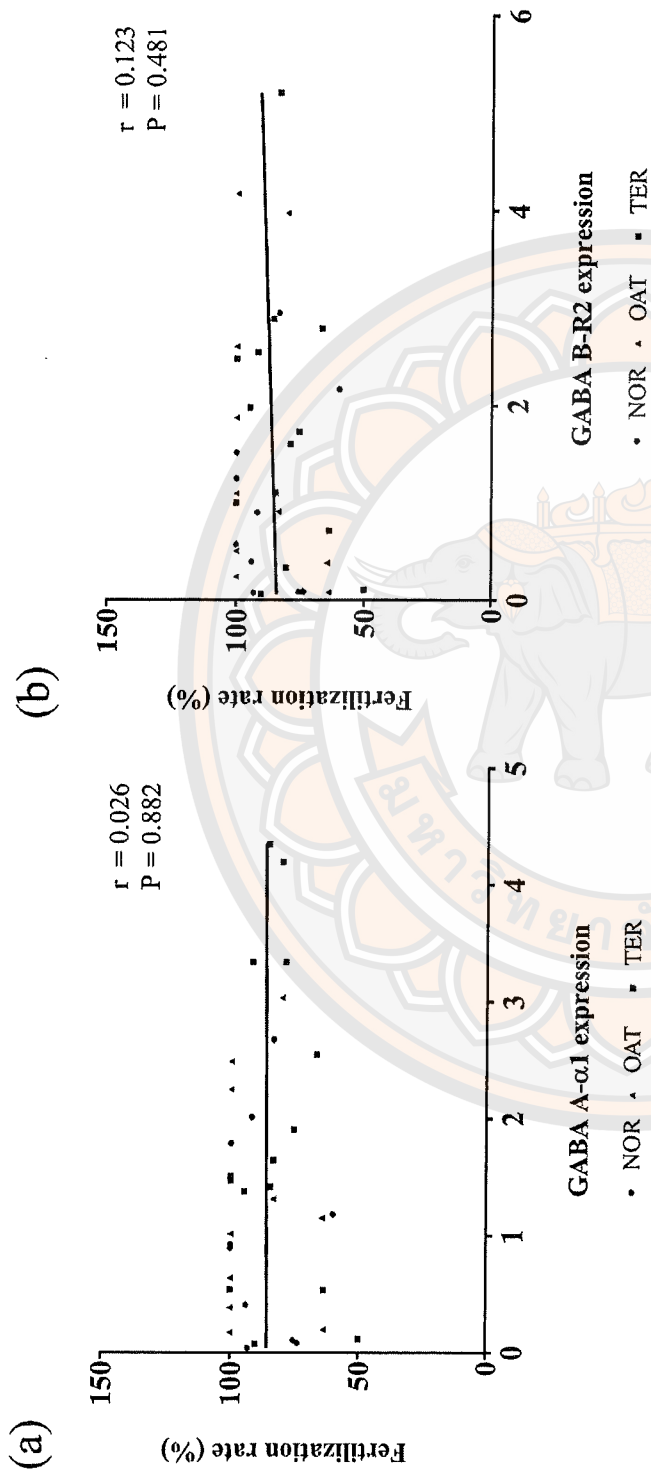 (a)
r = 0.026
P = 0.882
150
100
50
0
Fertilization rate (%)
0
1
2
3
4
5
GABA A-α1 expression
NOR
OAT
TER
(b)
r = 0.123
P = 0.481
150
100
50
0
Fertilization rate (%)
0
2
4
6
GABA B-R2 expression
NOR
OAT
TER